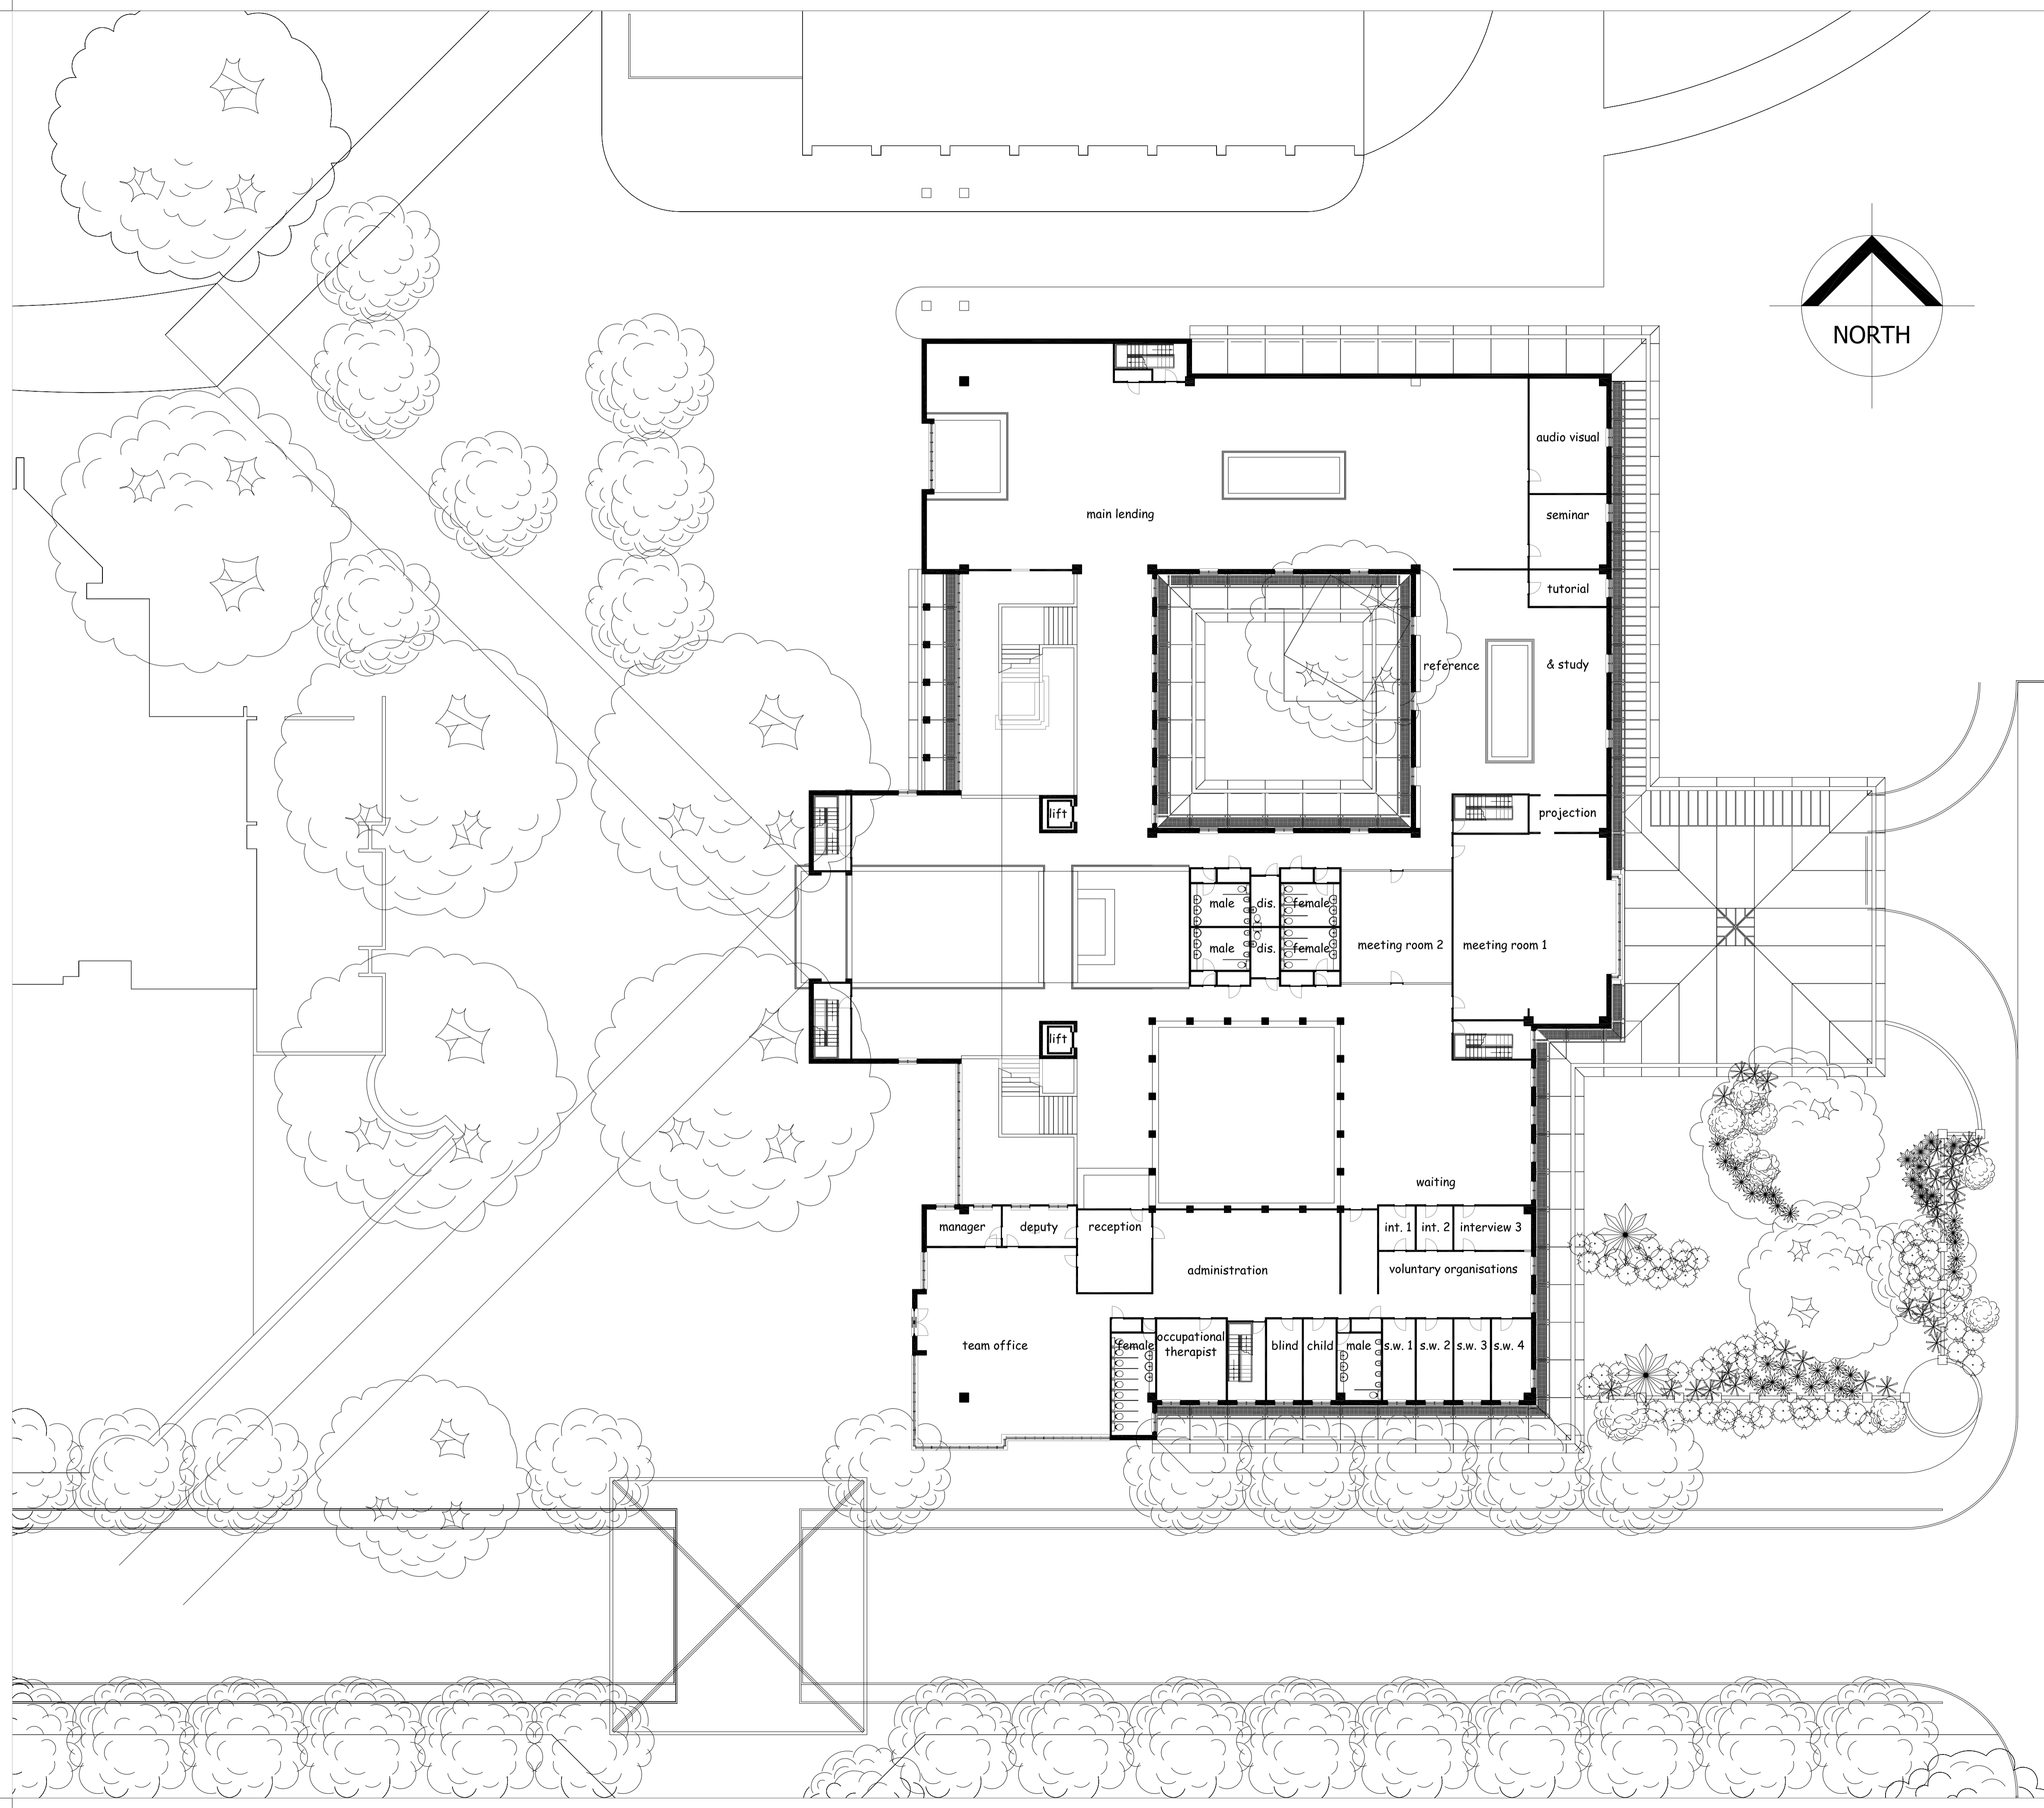 NORTH
audio visual
main lending
seminar
tutorial
reference
& study
lift
projection
male
dis.
female
male
dis.
female
meeting room 2
meeting room 1
lift
waiting
manager
deputy
reception
int. 1
int. 2
interview 3
administration
voluntary organisations
team office
female
occupational
therapist
blind
child
male
s.w. 1
s.w. 2
s.w. 3
s.w. 4